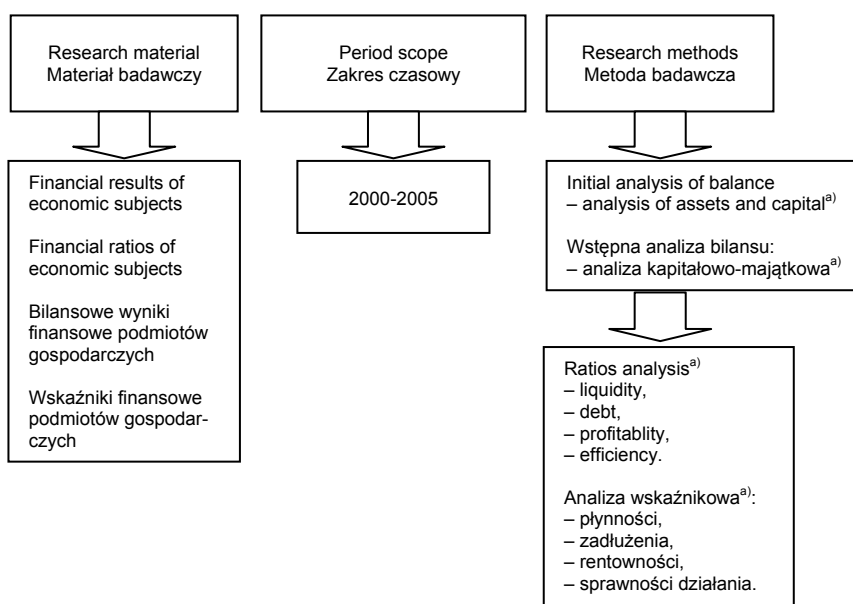 Research material
Materiał badawczy
Period scope
Zakres czasowy
Research methods
Metoda badawcza
Financial results of
economic subjects
Financial ratios of
economic subjects
Bilansowe wyniki
finansowe podmiotów
gospodarczych
Wskaźniki finansowe
podmiotów gospodar-
czych
2000-2005
Initial analysis of balance
– analysis of assets and capital a)
Wstępna analiza bilansu:
– analiza kapitałowo-majątkowa a)
Ratios analysis a)
– liquidity,
– debt,
– profitablity,
– efficiency.
Analiza wskaźnikowa a):
– płynności,
– zadłużenia,
– rentowności,
– sprawności działania.